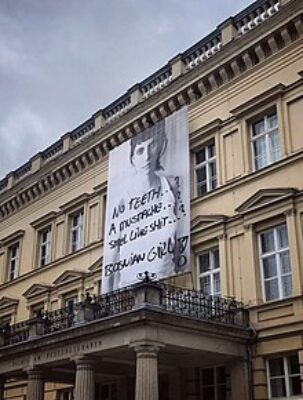 NO TEETH...?
A MUSTACHE...?
SMEL LIKE SHIT...?
BOSNIAN GIRL!